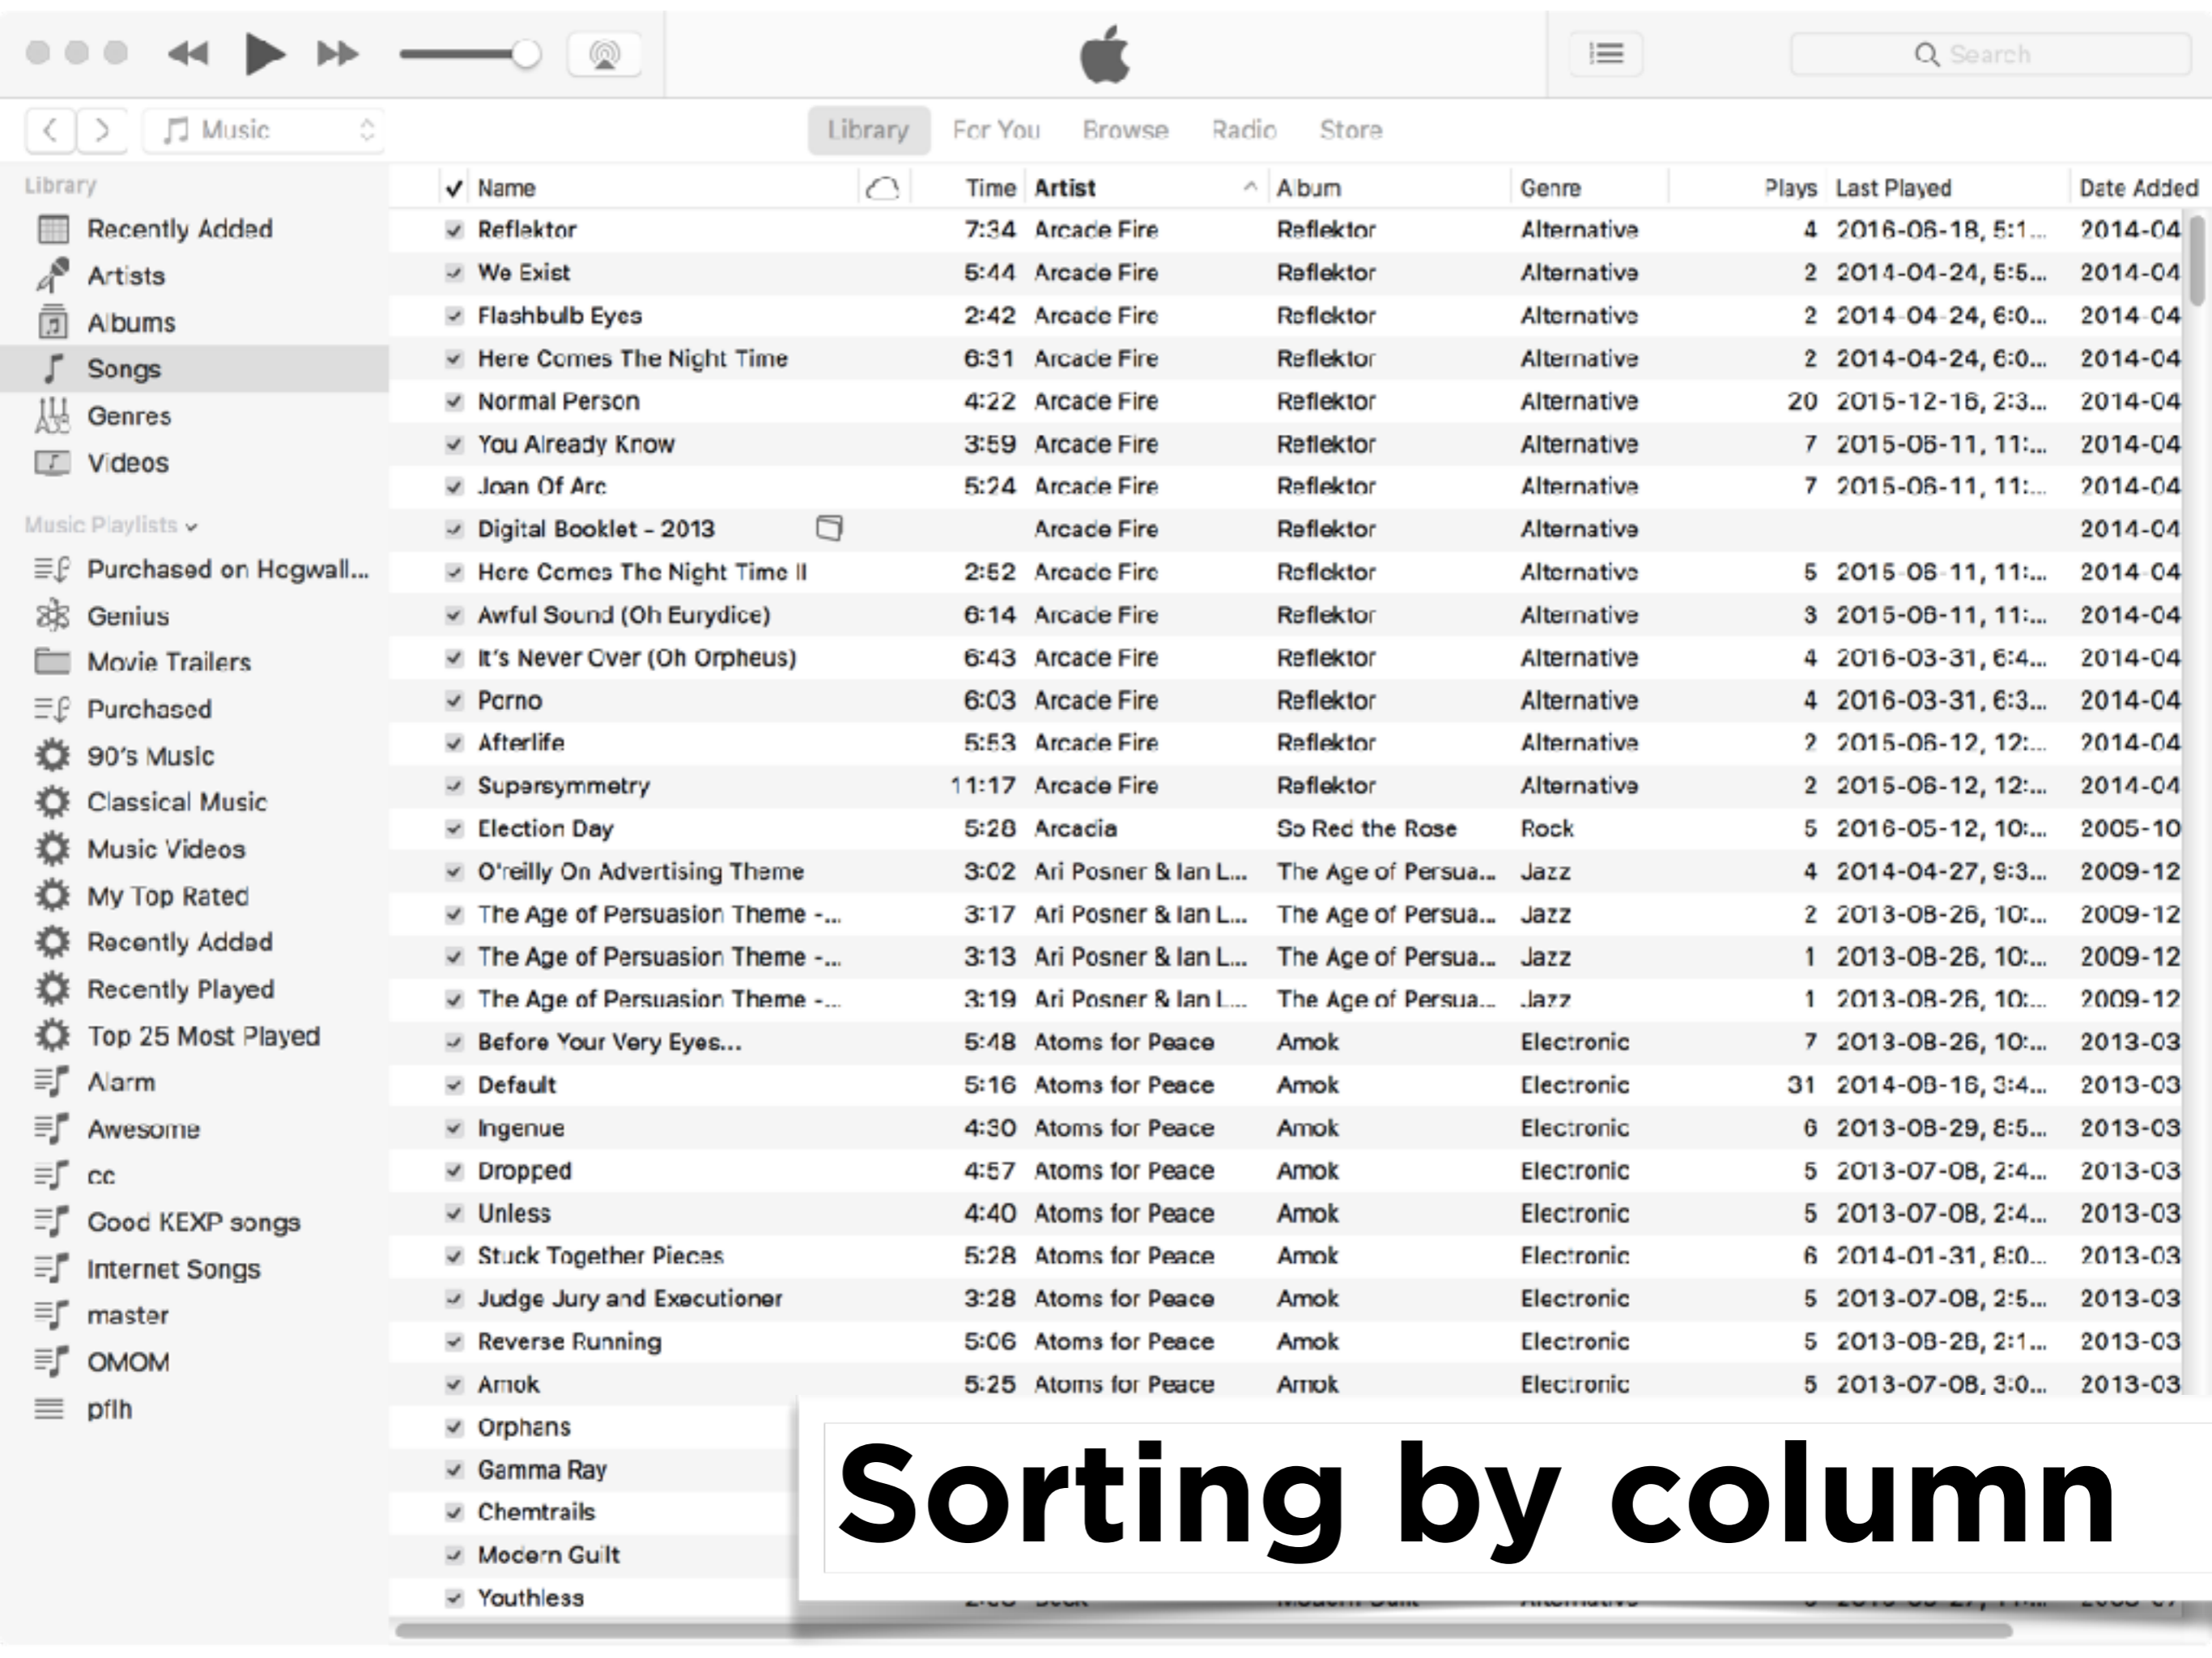 Search
Music
Library For You Browse Radio Store
Library
Recently Added
Artists
Albums
Songs
Genres
Videos
Music Playlists
Purchased on Hogwall...
Genius
Movie Trailers
Purchased
90's Music
Classical Music
Music Videos
My Top Rated
Recently Added
Recently Played
Top 25 Most Played
Alarm
Awesome
cc
Good KEXP songs
Internet Songs
master
OMOM
pflh
Name Time Artist Album Genre Plays Last Played Date Added
Reflektor 7:34 Arcade Fire Reflektor Alternative 4 2016-06-18, 5:1... 2014-04
We Exist 5:44 Arcade Fire Reflektor Alternative 2 2014-04-24, 5:5... 2014-04
Flashbulb Eyes 2:42 Arcade Fire Reflektor Alternative 2 2014-04-24, 6:0... 2014-04
Here Comes The Night Time 6:31 Arcade Fire Reflektor Alternative 2 2014-04-24, 6:0... 2014-04
Normal Person 4:22 Arcade Fire Reflektor Alternative 20 2015-12-16, 2:3... 2014-04
You Already Know 3:59 Arcade Fire Reflektor Alternative 7 2015-06-11, 11:... 2014-04
Joan Of Arc 5:24 Arcade Fire Reflektor Alternative 7 2015-06-11, 11:... 2014-04
Digital Booklet - 2013 Arcade Fire Reflektor Alternative 2014-04
Here Comes The Night Time II 2:52 Arcade Fire Reflektor Alternative 5 2015-06-11, 11:... 2014-04
Awful Sound (Oh Eurydice) 6:14 Arcade Fire Reflektor Alternative 3 2015-06-11, 11:... 2014-04
It's Never Over (Oh Orpheus) 6:43 Arcade Fire Reflektor Alternative 4 2016-03-31, 6:4... 2014-04
Porno 6:03 Arcade Fire Reflektor Alternative 4 2016-03-31, 6:3... 2014-04
Afterlife 5:53 Arcade Fire Reflektor Alternative 2 2015-06-12, 12:... 2014-04
Supersymmetry 11:17 Arcade Fire Reflektor Alternative 2 2015-06-12, 12:... 2014-04
Election Day 5:28 Arcadia So Red the Rose Rock 5 2016-05-12, 10:... 2005-10
O'reilly On Advertising Theme 3:02 Ari Posner & Ian L... The Age of Persua... Jazz 4 2014-04-27, 9:3... 2009-12
The Age of Persuasion Theme -... 3:17 Ari Posner & Ian L... The Age of Persua... Jazz 2 2013-08-26, 10:... 2009-12
The Age of Persuasion Theme -... 3:13 Ari Posner & Ian L... The Age of Persua... Jazz 1 2013-08-26, 10:... 2009-12
The Age of Persuasion Theme -... 3:19 Ari Posner & Ian L... The Age of Persua... Jazz 1 2013-08-26, 10:... 2009-12
Before Your Very Eyes... 5:48 Atoms for Peace Amok Electronic 7 2013-08-26, 10:... 2013-03
Default 5:16 Atoms for Peace Amok Electronic 31 2014-08-16, 3:4... 2013-03
Ingenue 4:30 Atoms for Peace Amok Electronic 6 2013-08-29, 8:5... 2013-03
Dropped 4:57 Atoms for Peace Amok Electronic 5 2013-07-08, 2:4... 2013-03
Unless 4:40 Atoms for Peace Amok Electronic 5 2013-07-08, 2:4... 2013-03
Stuck Together Pieces 5:28 Atoms for Peace Amok Electronic 6 2014-01-31, 8:0... 2013-03
Judge Jury and Executioner 3:28 Atoms for Peace Amok Electronic 5 2013-07-08, 2:5... 2013-03
Reverse Running 5:06 Atoms for Peace Amok Electronic 5 2013-08-28, 2:1... 2013-03
Amok 5:25 Atoms for Peace Amok Electronic 5 2013-07-08, 3:0... 2013-03
Orphans
Gamma Ray
Chemtrails
Modern Guilt
Youthless
Sorting by column